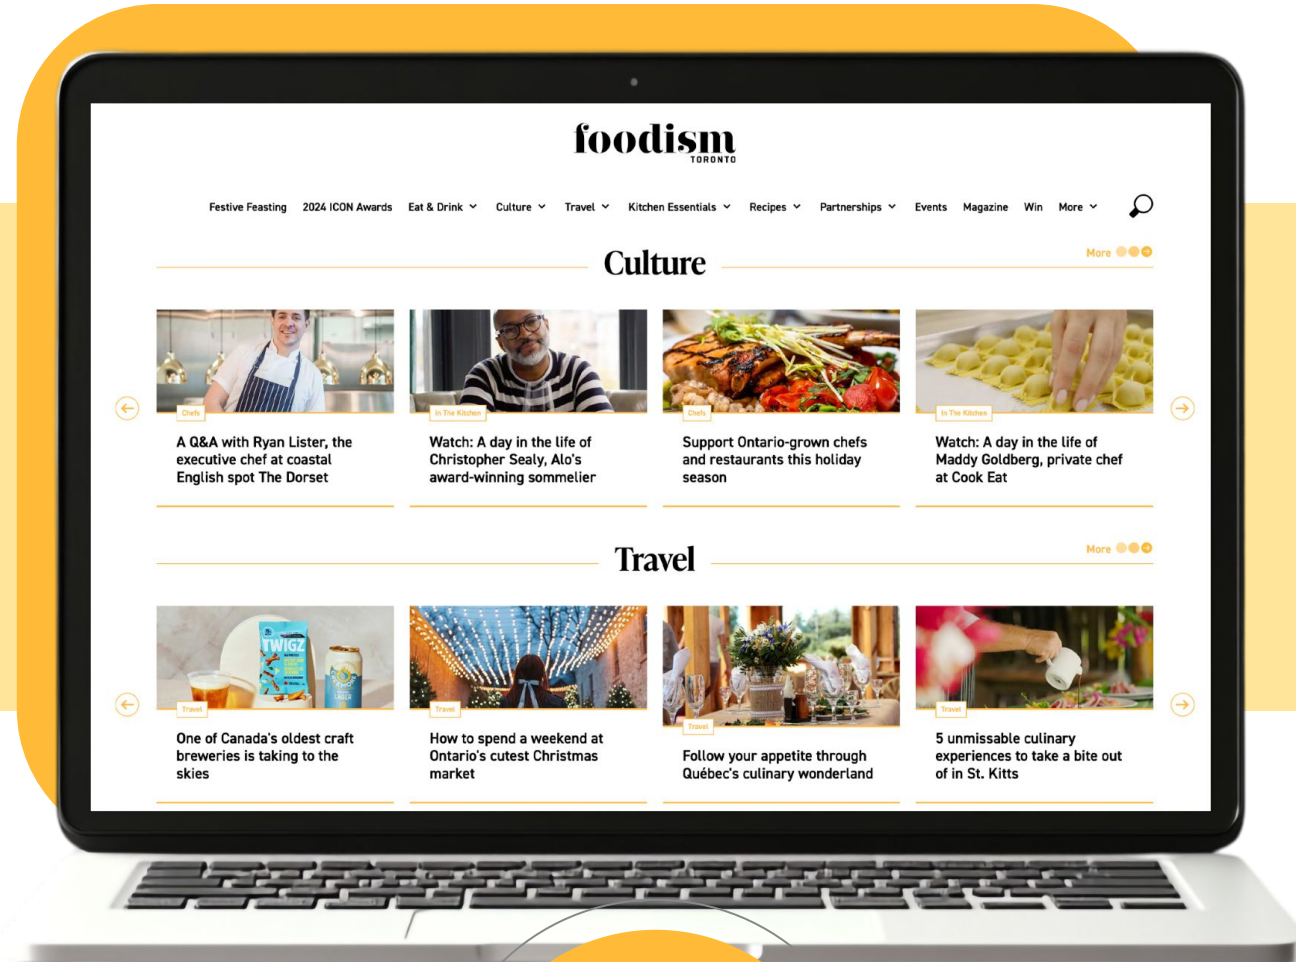 foodism
TORONTO
Festive Feasting 2024 ICON Awards Eat & Drink Culture Travel Kitchen Essentials Recipes Partnerships Events Magazine Win More
Culture
More
Chefs
In The Kitchen
Chefs
In The Kitchen
A Q&A with Ryan Lister, the
executive chef at coastal
English spot The Dorset
Watch: A day in the life of
Christopher Sealy, Alo's
award-winning sommelier
Support Ontario-grown chefs
and restaurants this holiday
season
Watch: A day in the life of
Maddy Goldberg, private chef
at Cook Eat
Travel
More
TWIGZ
Travel
Travel
Travel
Travel
One of Canada's oldest craft
breweries is taking to the
skies
How to spend a weekend at
Ontario's cutest Christmas
market
Follow your appetite through
Québec's culinary wonderland
5 unmissable culinary
experiences to take a bite out
of in St. Kitts